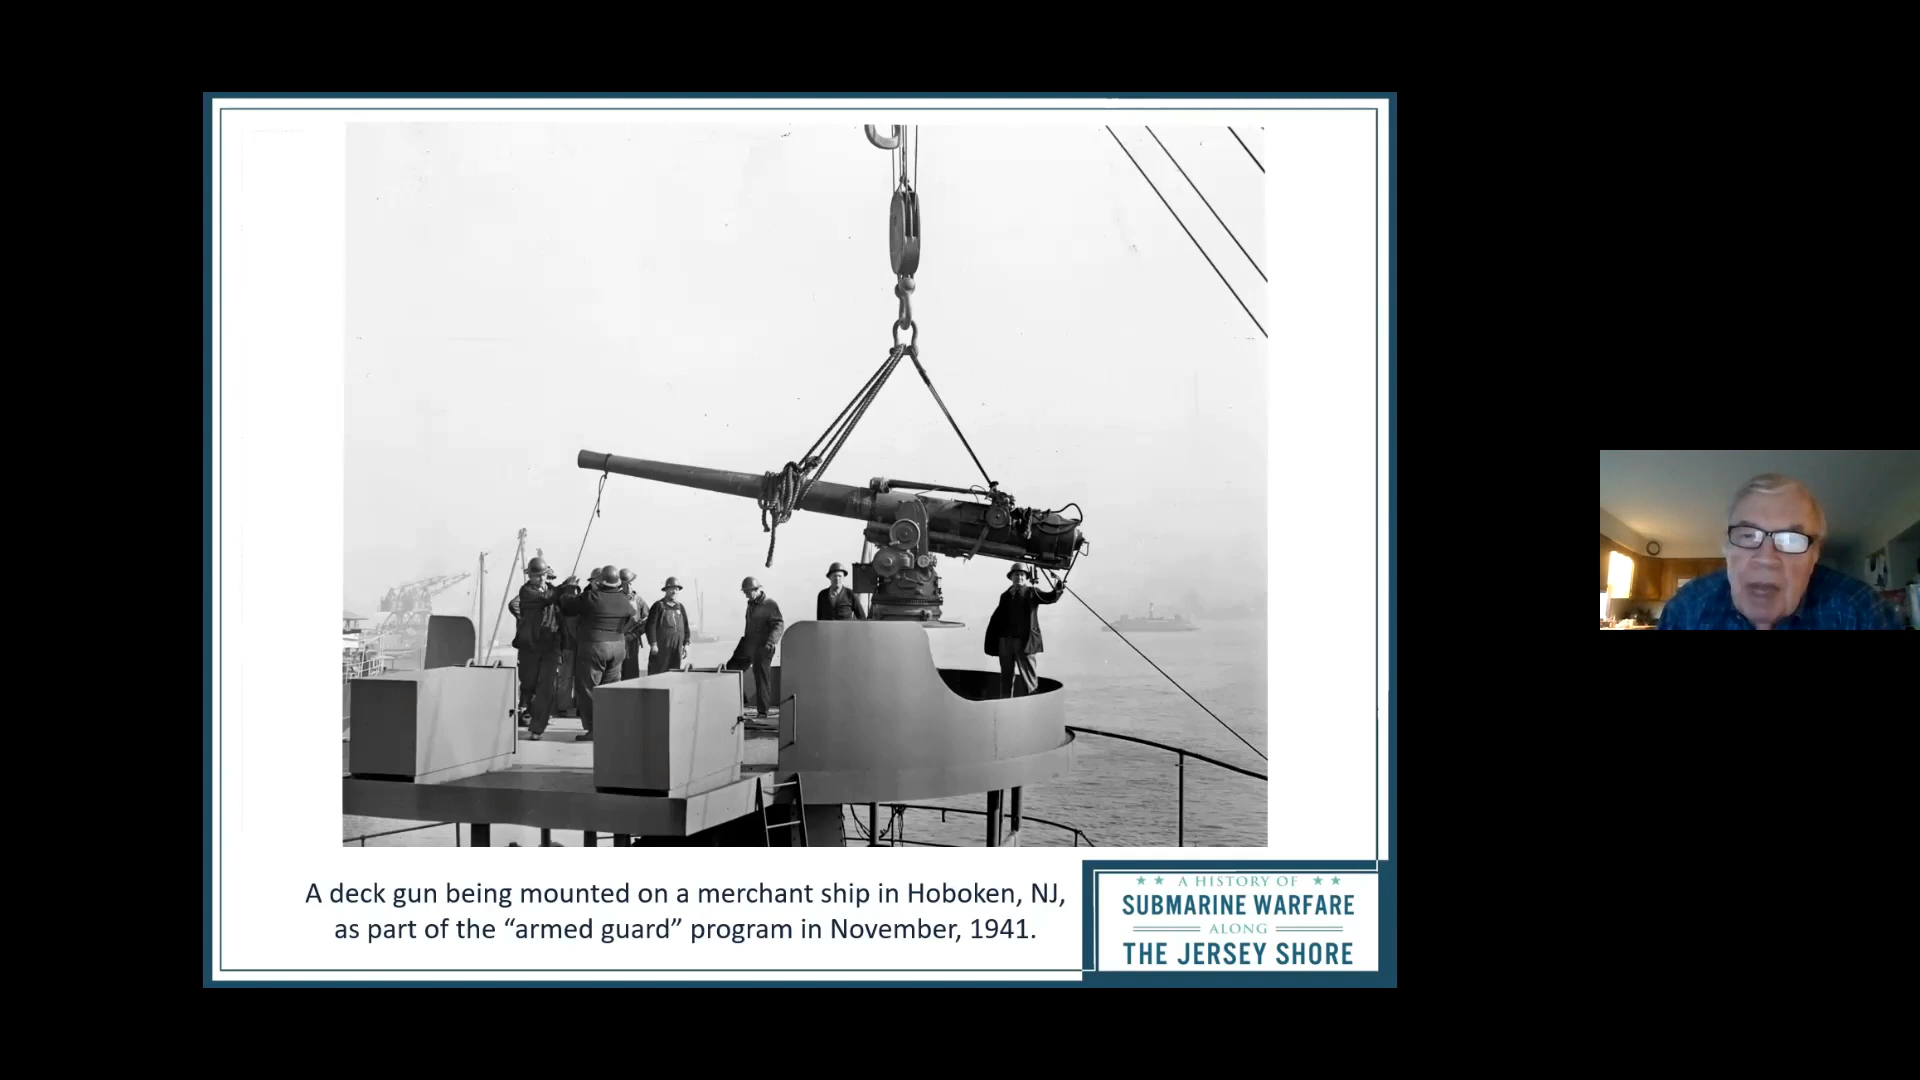 A deck gun being mounted on a merchant ship in Hoboken, NJ,
as part of the “armed guard” program in November, 1941.
A HISTORY OF
SUBMARINE WARFARE
ALONG
THE JERSEY SHORE